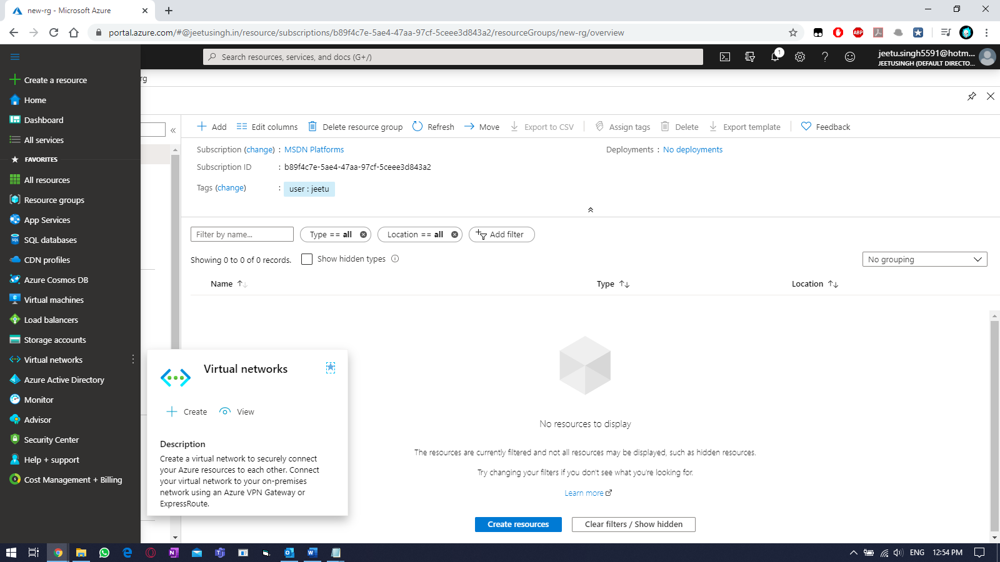 new-rg - Microsoft Azure
portal.azure.com/#@jeetusingh.in/resource/subscriptions/b89f4c7e-5ae4-47aa-97cf-5ceee3d843a2/resourceGroups/new-rg/overview
ABP
Search resources, services, and docs (G+/)
1
jeetu.singh5591@hotm...
JEETUSINGH (DEFAULT DIRECTO...
Create a resource
Home
Dashboard
All services
FAVORITES
All resources
Resource groups
App Services
SQL databases
CDN profiles
Azure Cosmos DB
Virtual machines
Load balancers
Storage accounts
Virtual networks
Azure Active Directory
Monitor
Advisor
Security Center
Help + support
Cost Management + Billing
rg
Add Edit columns Delete resource group Refresh Move Export to CSV Assign tags Delete Export template Feedback
Subscription (change) : MSDN Platforms
Deployments : No deployments
Subscription ID : b89f4c7e-5ae4-47aa-97cf-5ceee3d843a2
Tags (change) : user : jeetu
Filter by name... Type == all Location == all Add filter
Showing 0 to 0 of 0 records. Show hidden types No grouping
Name Type Location
Virtual networks
Create View
Description
Create a virtual network to securely connect
your Azure resources to each other. Connect
your virtual network to your on-premises
network using an Azure VPN Gateway or
ExpressRoute.
No resources to display
The resources are currently filtered and not all resources may be displayed, such as hidden resources.
Try changing your filters if you don't see what you're looking for.
Learn more
Create resources Clear filters / Show hidden
ENG 12:54 PM